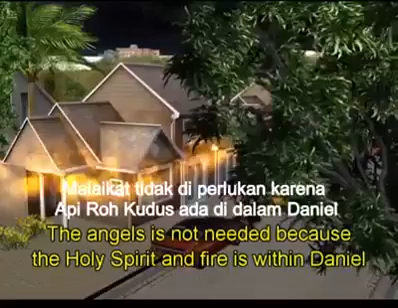 Malaikat tidak di perlukan karena
Api Roh Kudus ada di dalam Daniel
The angels is not needed because
the Holy Spirit and fire is within Daniel